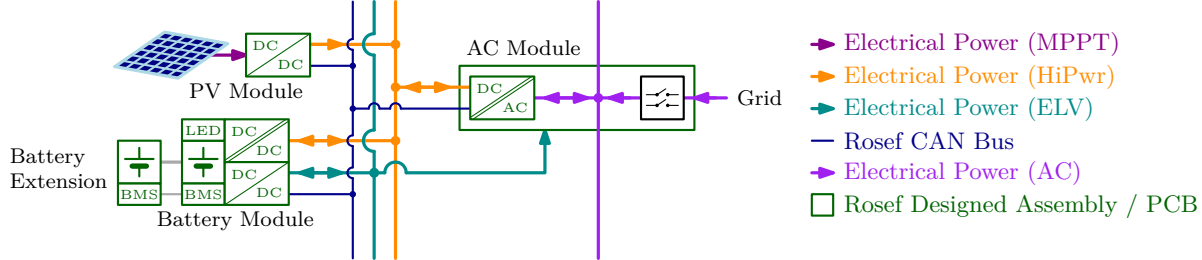 DC
DC
PV Module
AC Module
DC
AC
Grid
LED
DC
DC
DC
DC
BMS
BMS
Battery
Extension
Battery Module
Electrical Power (MPPT)
Electrical Power (HiPwr)
Electrical Power (ELV)
Rosef CAN Bus
Electrical Power (AC)
Rosef Designed Assembly / PCB